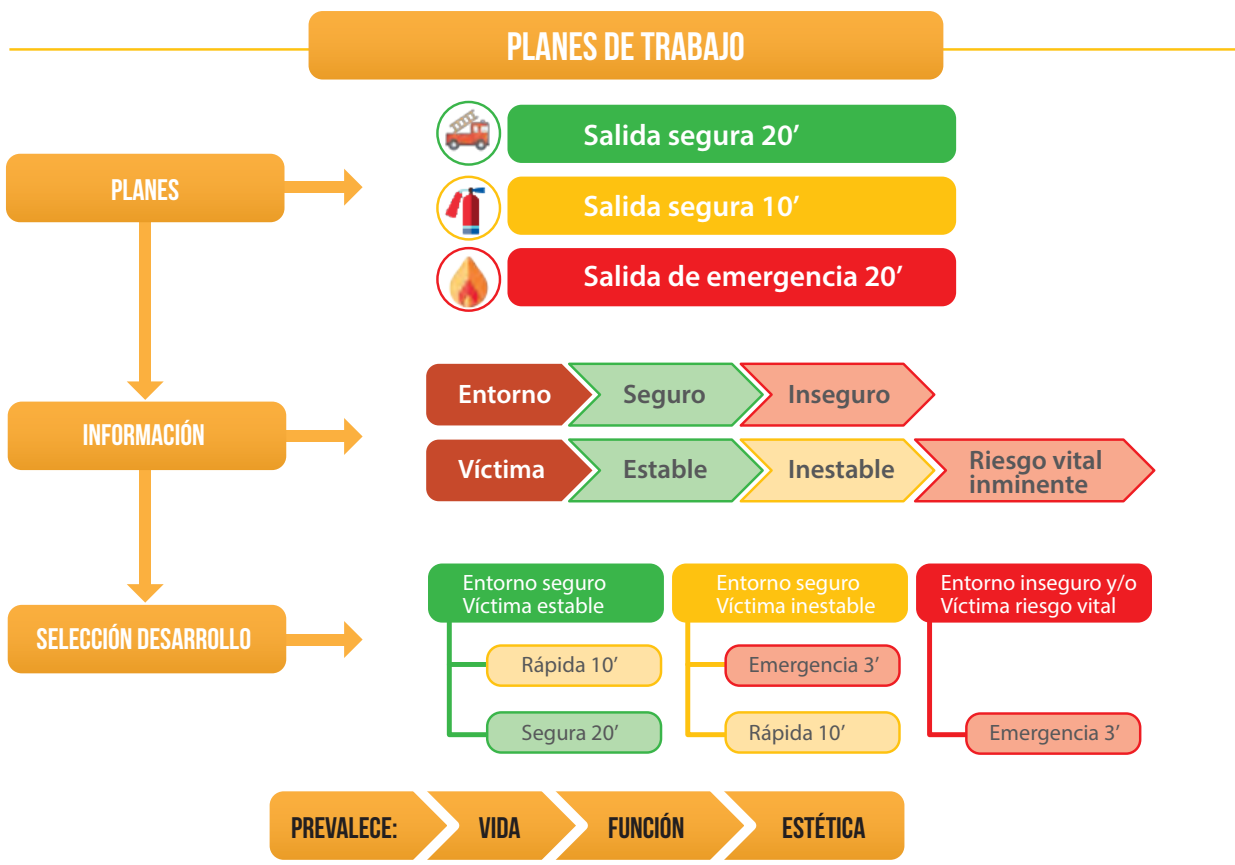 PLANES DE TRABAJO
PLANES
Salida segura 20’
Salida segura 10’
Salida de emergencia 20’
INFORMACIÓN
Entorno
Seguro
Inseguro
Víctima
Estable
Inestable
Riesgo vital
inminente
SELECCIÓN DESARROLLO
Entorno seguro
Víctima estable
Rápida 10’
Segura 20’
Entorno seguro
Víctima inestable
Emergencia 3’
Rápida 10’
Entorno inseguro y/o
Víctima riesgo vital
Emergencia 3’
PREVALECE:
VIDA
FUNCIÓN
ESTÉTICA